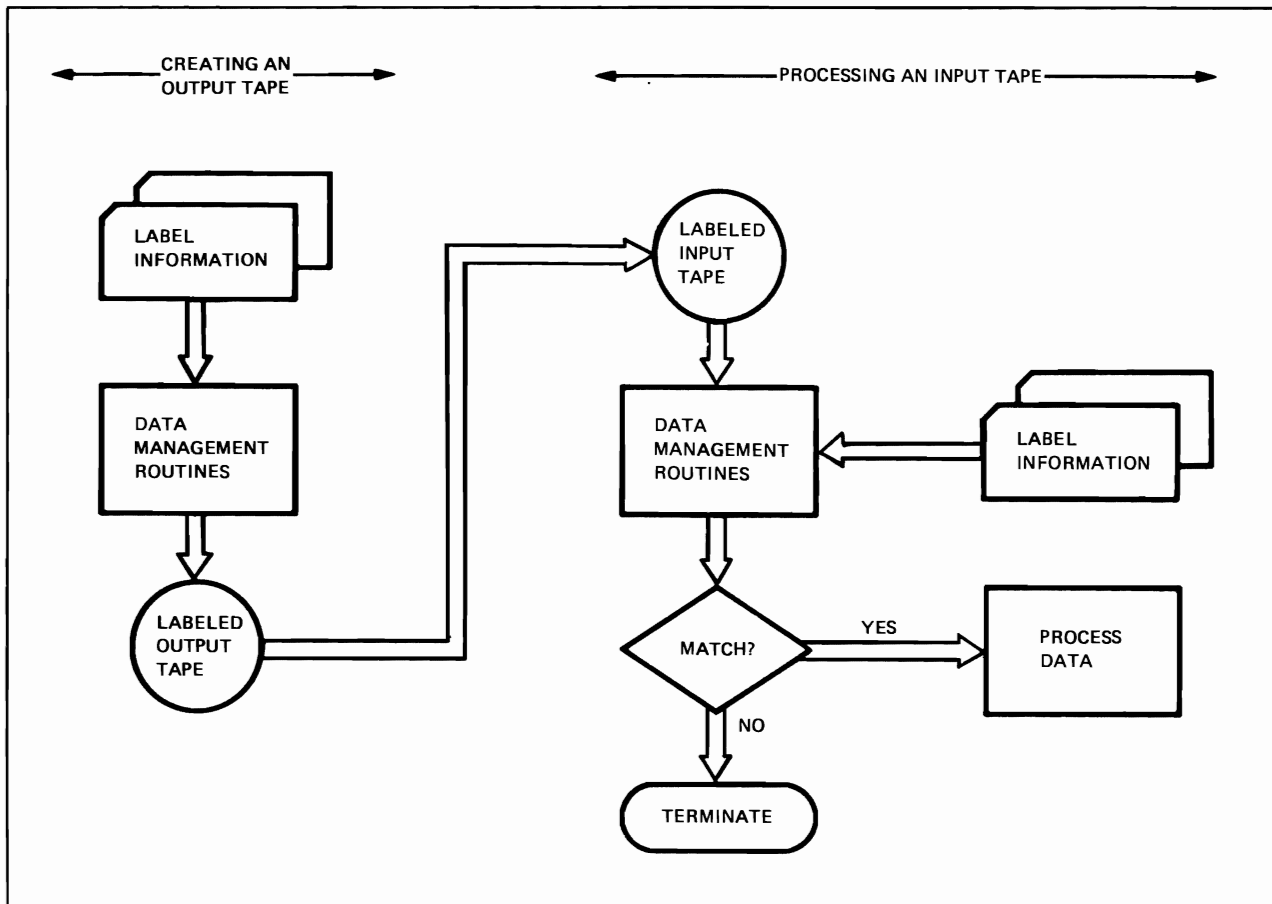 CREATING AN
OUTPUT TAPE
PROCESSING AN INPUT TAPE
LABEL
INFORMATION
DATA
MANAGEMENT
ROUTINES
LABELED
OUTPUT
TAPE
LABELED
INPUT
TAPE
DATA
MANAGEMENT
ROUTINES
LABEL
INFORMATION
MATCH?
YES
PROCESS
DATA
NO
TERMINATE